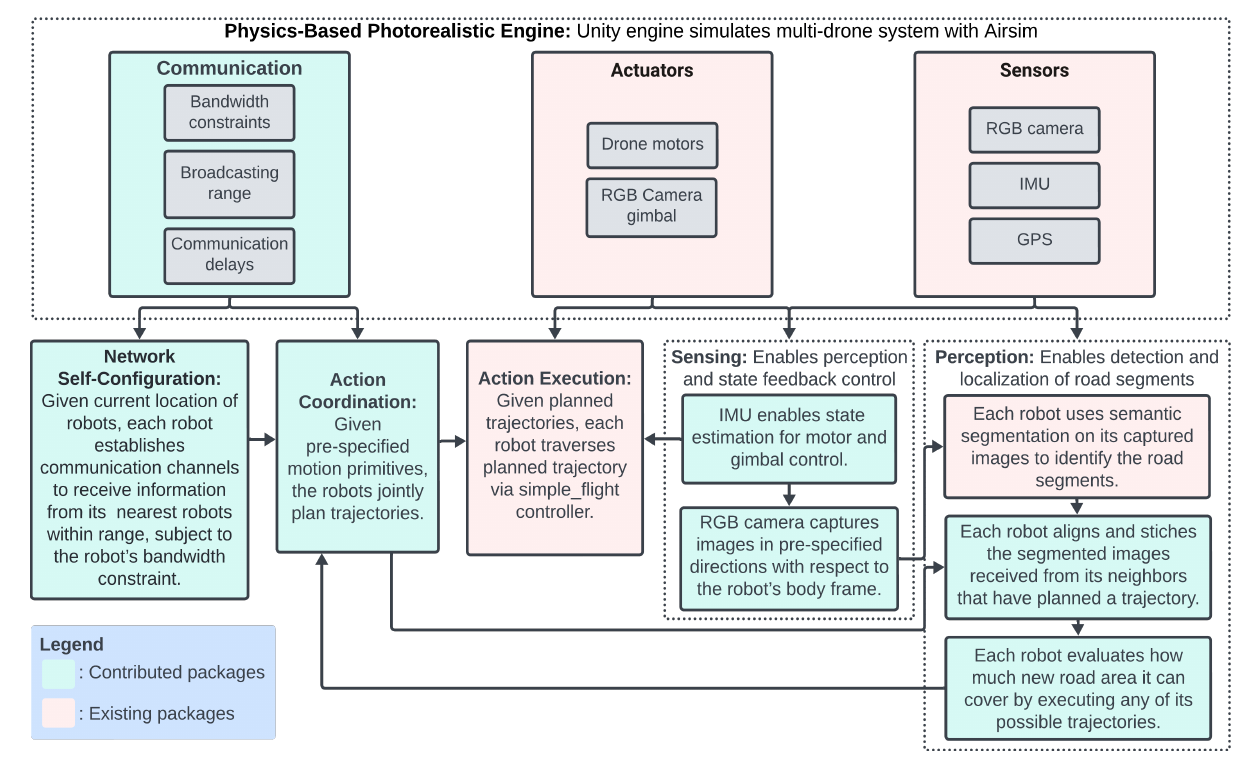 Physics-Based Photorealistic Engine: Unity engine simulates multi-drone system with Airsim
Communication
Bandwidth
constraints
Broadcasting
range
Communication
delays
Actuators
Drone motors
RGB Camera
gimbal
Sensors
RGB camera
IMU
GPS
Network
Self-Configuration:
Given current location of
robots, each robot
establishes
communication channels
to receive information
from its nearest robots
within range, subject to
the robot's bandwidth
constraint.
Action
Coordination:
Given
pre-specified
motion primitives,
the robots jointly
plan trajectories.
Action Execution:
Given planned
trajectories, each
robot traverses
planned trajectory
via simple_flight
controller.
Sensing: Enables perception
and state feedback control
IMU enables state
estimation for motor and
gimbal control.
RGB camera captures
images in pre-specified
directions with respect to
the robot's body frame.
Perception: Enables detection and
localization of road segments
Each robot uses semantic
segmentation on its captured
images to identify the road
segments.
Each robot aligns and stiches
the segmented images
received from its neighbors
that have planned a trajectory.
Each robot evaluates how
much new road area it can
cover by executing any of its
possible trajectories.
Legend
: Contributed packages
: Existing packages